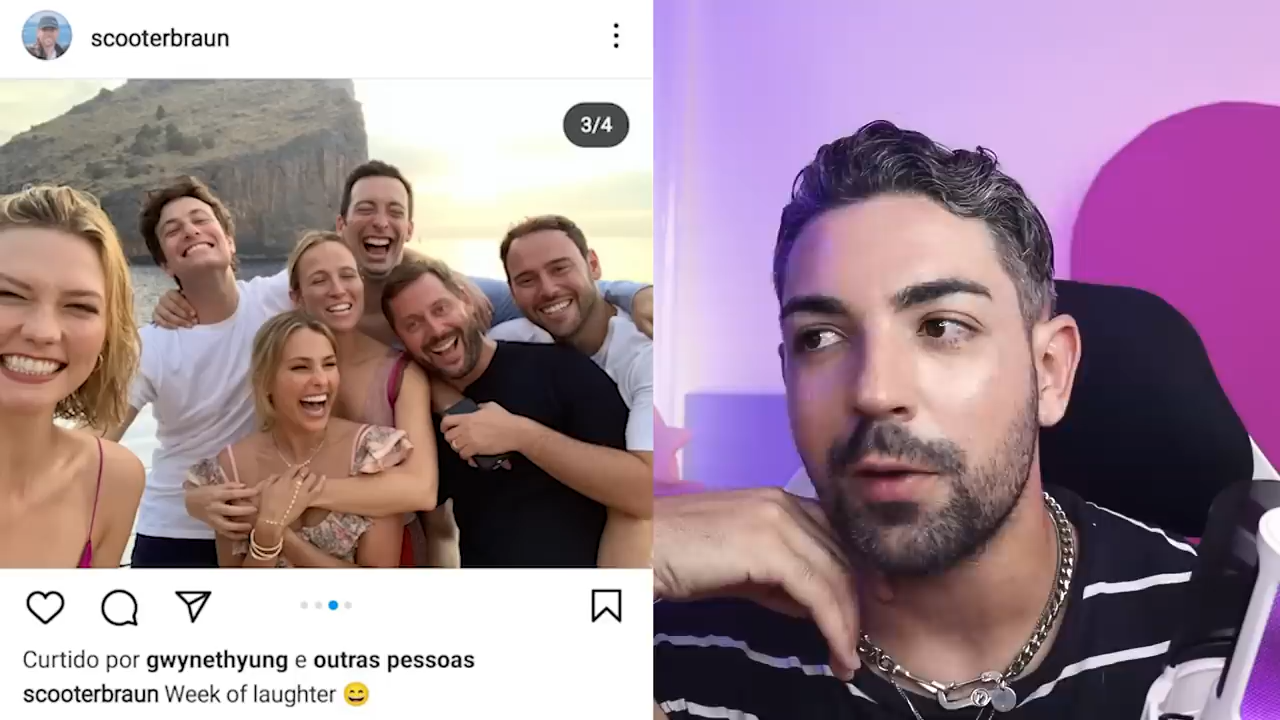 scooterbraun
3/4
Curtido por gwynethyung e outras pessoas
scooterbraun Week of laughter 😄